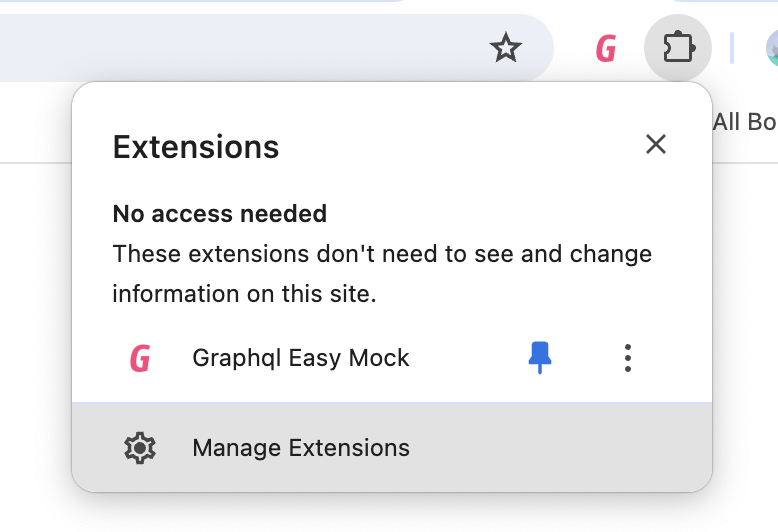 G
All Bo
Extensions
No access needed
These extensions don't need to see and change
information on this site.
G Graphql Easy Mock
Manage Extensions